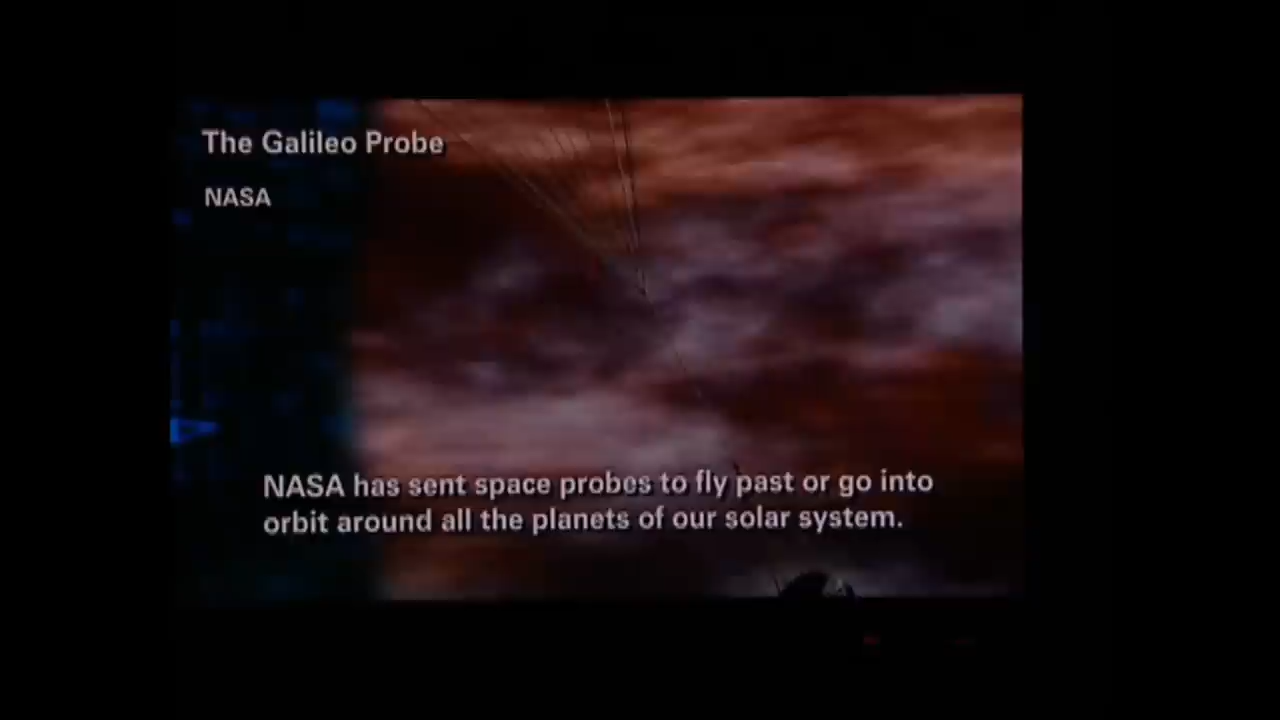 The Galileo Probe
NASA
NASA has sent space probes to fly past or go into
orbit around all the planets of our solar system.